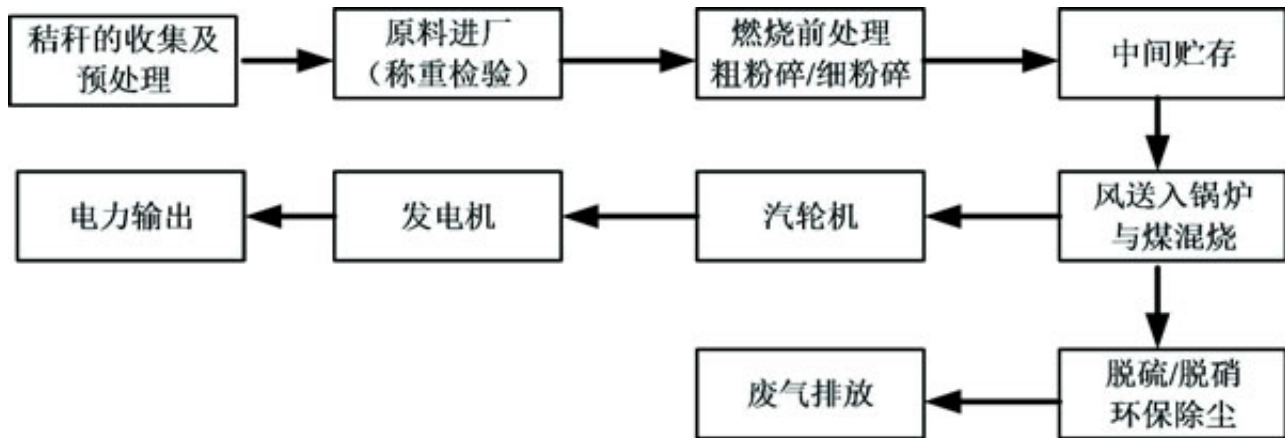 秸秆的收集及
预处理
原料进厂
（称重检验）
燃烧前处理
粗粉碎/细粉碎
中间贮存
电力输出
发电机
汽轮机
风送入锅炉
与煤混烧
废气排放
脱硫/脱硝
环保除尘